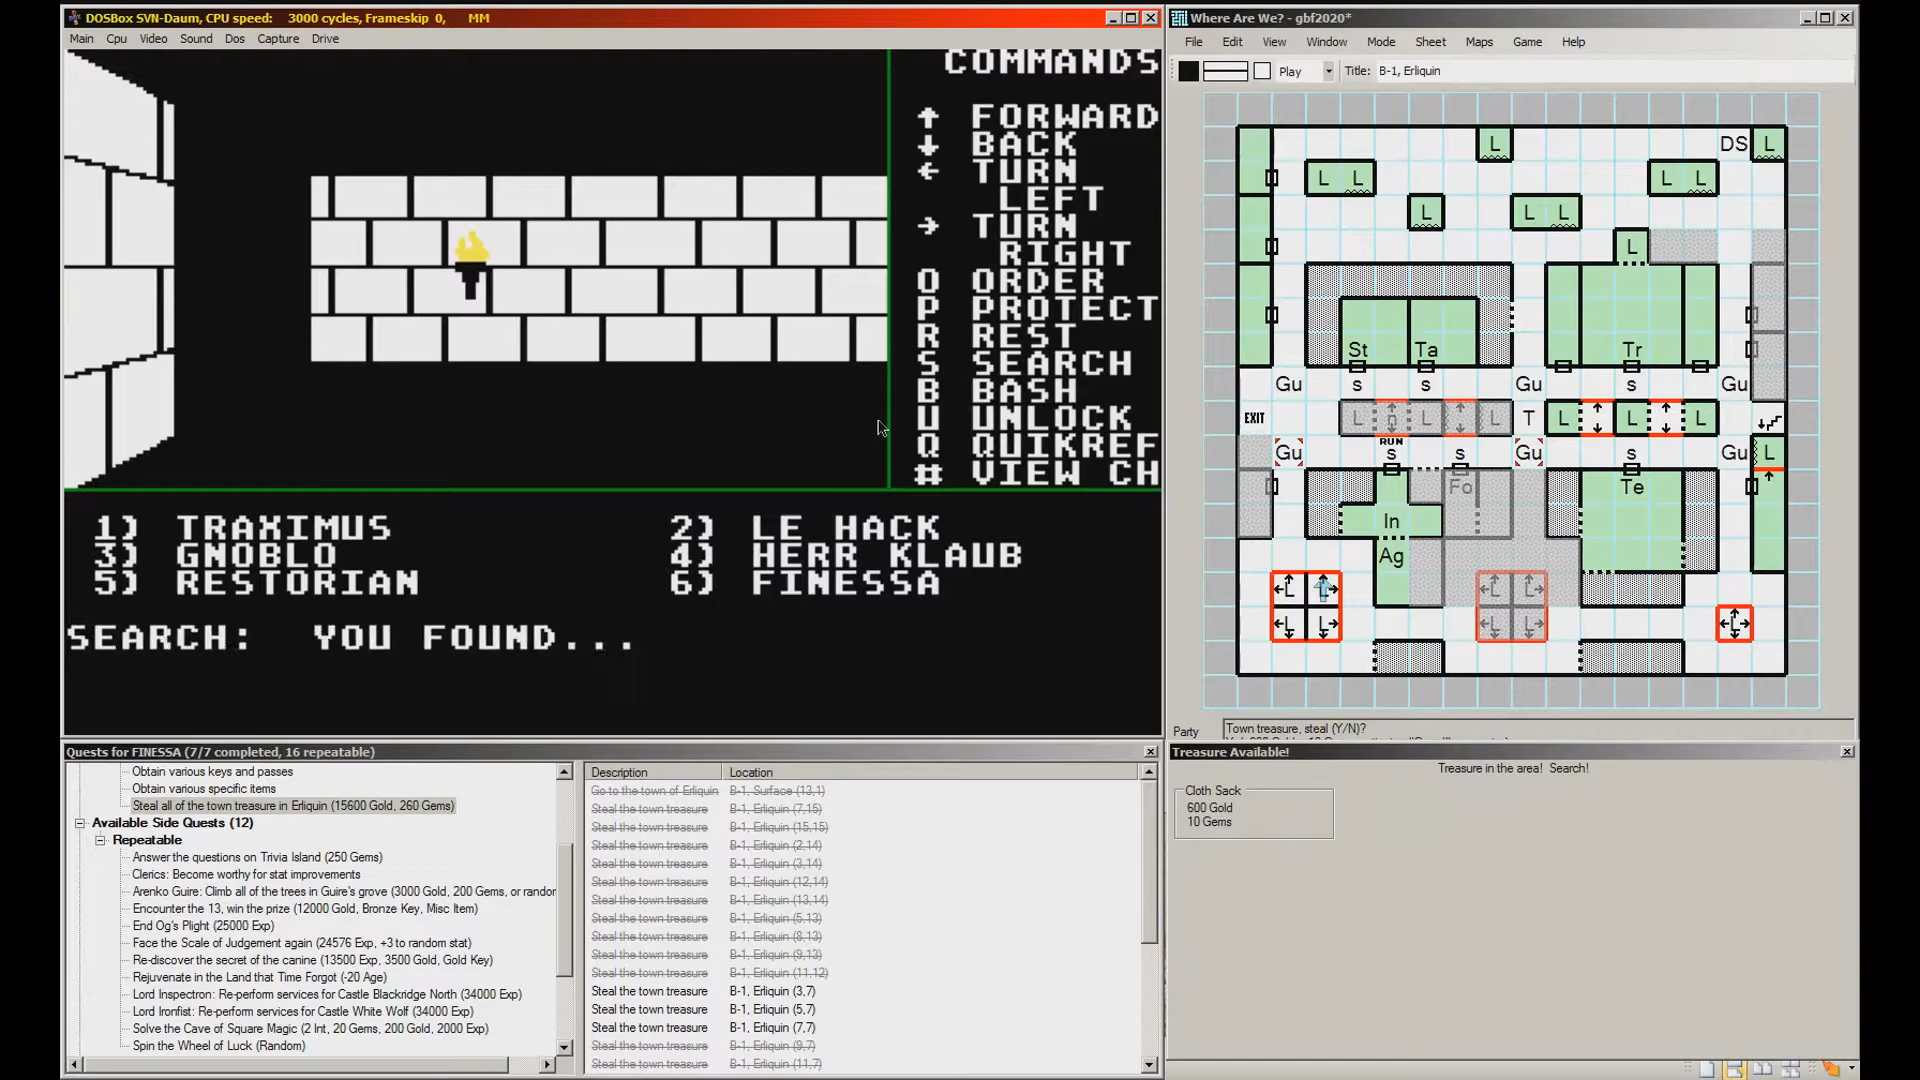 DOSBox SVN-Daum, CPU speed: 3000 cycles, Frameskip 0, MM
Main Cpu Video Sound Dos Capture Drive
COMMANDS
↑ FORWARD
↓ BACK
← TURN
LEFT
→ TURN
RIGHT
O ORDER
P PROTECT
R REST
S SEARCH
B BASH
U UNLOCK
Q QUIKREF
# VIEW CH
1) TRAXIMUS 2) LE HACK
3) GNOBLO 4) HERR KLAUB
5) RESTORIAN 6) FINESSA
SEARCH: YOU FOUND...
Where Are We? - gbf2020*
File Edit View Window Mode Sheet Maps Game Help
Play Title: B-1, Erliquin
L DS L
L L L L
L L L
L
St Ta Tr
Gu s s Gu s Gu
EXIT L L L T L L L
RUN
Gu s s Gu s Gu L
Fo Te
In
Ag
L L L L
L L L L L
Party Town treasure, steal (Y/N)?
Quests for FINESSA (7/7 completed, 16 repeatable)
Obtain various keys and passes
Obtain various specific items
Steal all of the town treasure in Erliquin (15600 Gold, 260 Gems)
Available Side Quests (12)
Repeatable
Answer the questions on Trivia Island (250 Gems)
Clerics: Become worthy for stat improvements
Arenko Guire: Climb all of the trees in Guire's grove (3000 Gold, 200 Gems, or randor
Encounter the 13, win the prize (12000 Gold, Bronze Key, Misc Item)
End Og's Plight (25000 Exp)
Face the Scale of Judgement again (24576 Exp, +3 to random stat)
Re-discover the secret of the canine (13500 Exp, 3500 Gold, Gold Key)
Rejuvenate in the Land that Time Forgot (-20 Age)
Lord Inspectron: Re-perform services for Castle Blackridge North (34000 Exp)
Lord Ironfist: Re-perform services for Castle White Wolf (34000 Exp)
Solve the Cave of Square Magic (2 Int, 20 Gems, 200 Gold, 2000 Exp)
Spin the Wheel of Luck (Random)
Description Location
Go to the town of Erliquin B-1, Surface (13,1)
Steal the town treasure B-1, Erliquin (7,15)
Steal the town treasure B-1, Erliquin (15,15)
Steal the town treasure B-1, Erliquin (2,14)
Steal the town treasure B-1, Erliquin (3,14)
Steal the town treasure B-1, Erliquin (12,14)
Steal the town treasure B-1, Erliquin (13,14)
Steal the town treasure B-1, Erliquin (5,13)
Steal the town treasure B-1, Erliquin (8,13)
Steal the town treasure B-1, Erliquin (9,13)
Steal the town treasure B-1, Erliquin (11,12)
Steal the town treasure B-1, Erliquin (3,7)
Steal the town treasure B-1, Erliquin (5,7)
Steal the town treasure B-1, Erliquin (7,7)
Steal the town treasure B-1, Erliquin (9,7)
Steal the town treasure B-1, Erliquin (11,7)
Treasure Available!
Treasure in the area! Search!
Cloth Sack
600 Gold
10 Gems